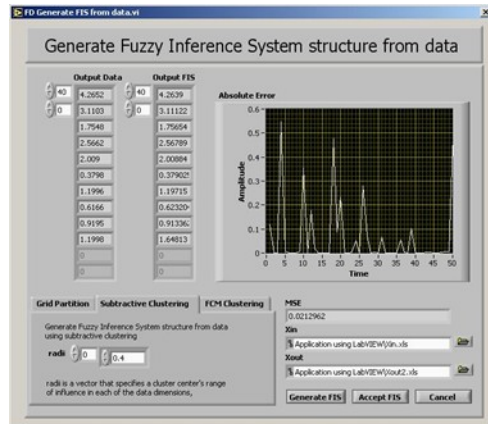 FD Generate FIS from data.vi
Generate Fuzzy Inference System structure from data
Output Data Output FIS
40 4.2652 40 4.2639
0 3.1103 0 3.11122
1.7548 1.75654
2.5662 2.56789
2.009 2.00884
0.3798 0.379025
1.1996 1.19715
0.6166 0.62320
0.9195 0.91336
1.1998 1.64813
0 0
0 0
Absolute Error
Amplitude
0.6
0.5
0.4
0.3
0.2
0.1
0
0 5 10 15 20 25 30 35 40 45 50
Time
Grid Partition Subtractive Clustering FCM Clustering
Generate Fuzzy Inference System structure from data
using subtractive clustering
radi 0 0.4
radi is a vector that specifies a cluster center's range
of influence in each of the data dimensions,
MSE
0.0212962
Xin
Application using LabVIEW\Xin.xls
Xout
Application using LabVIEW\Xout2.xls
Generate FIS Accept FIS Cancel